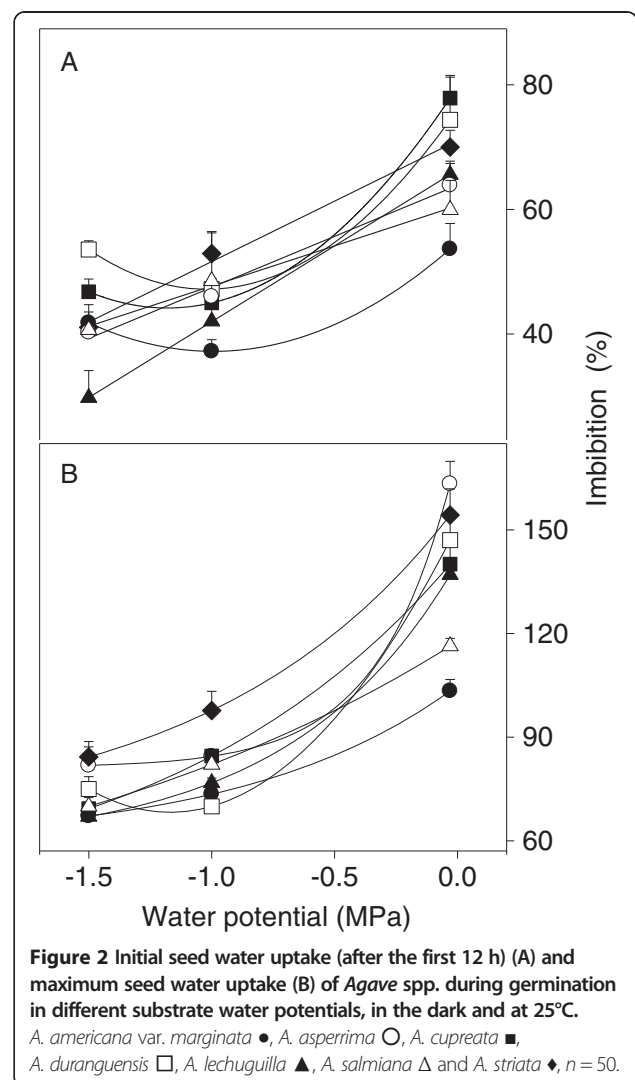 A
80
60
40
Imbibition (%)
B
150
120
90
60
-1.5 -1.0 -0.5 0.0
Water potential (MPa)
Figure 2 Initial seed water uptake (after the first 12 h) (A) and
maximum seed water uptake (B) of Agave spp. during germination
in different substrate water potentials, in the dark and at 25°C.
A. americana var. marginata ●, A. asperrima ○, A. cupreata ■,
A. duranguensis □, A. lechuguilla ▲, A. salmiana △ and A. striata ♦, n = 50.